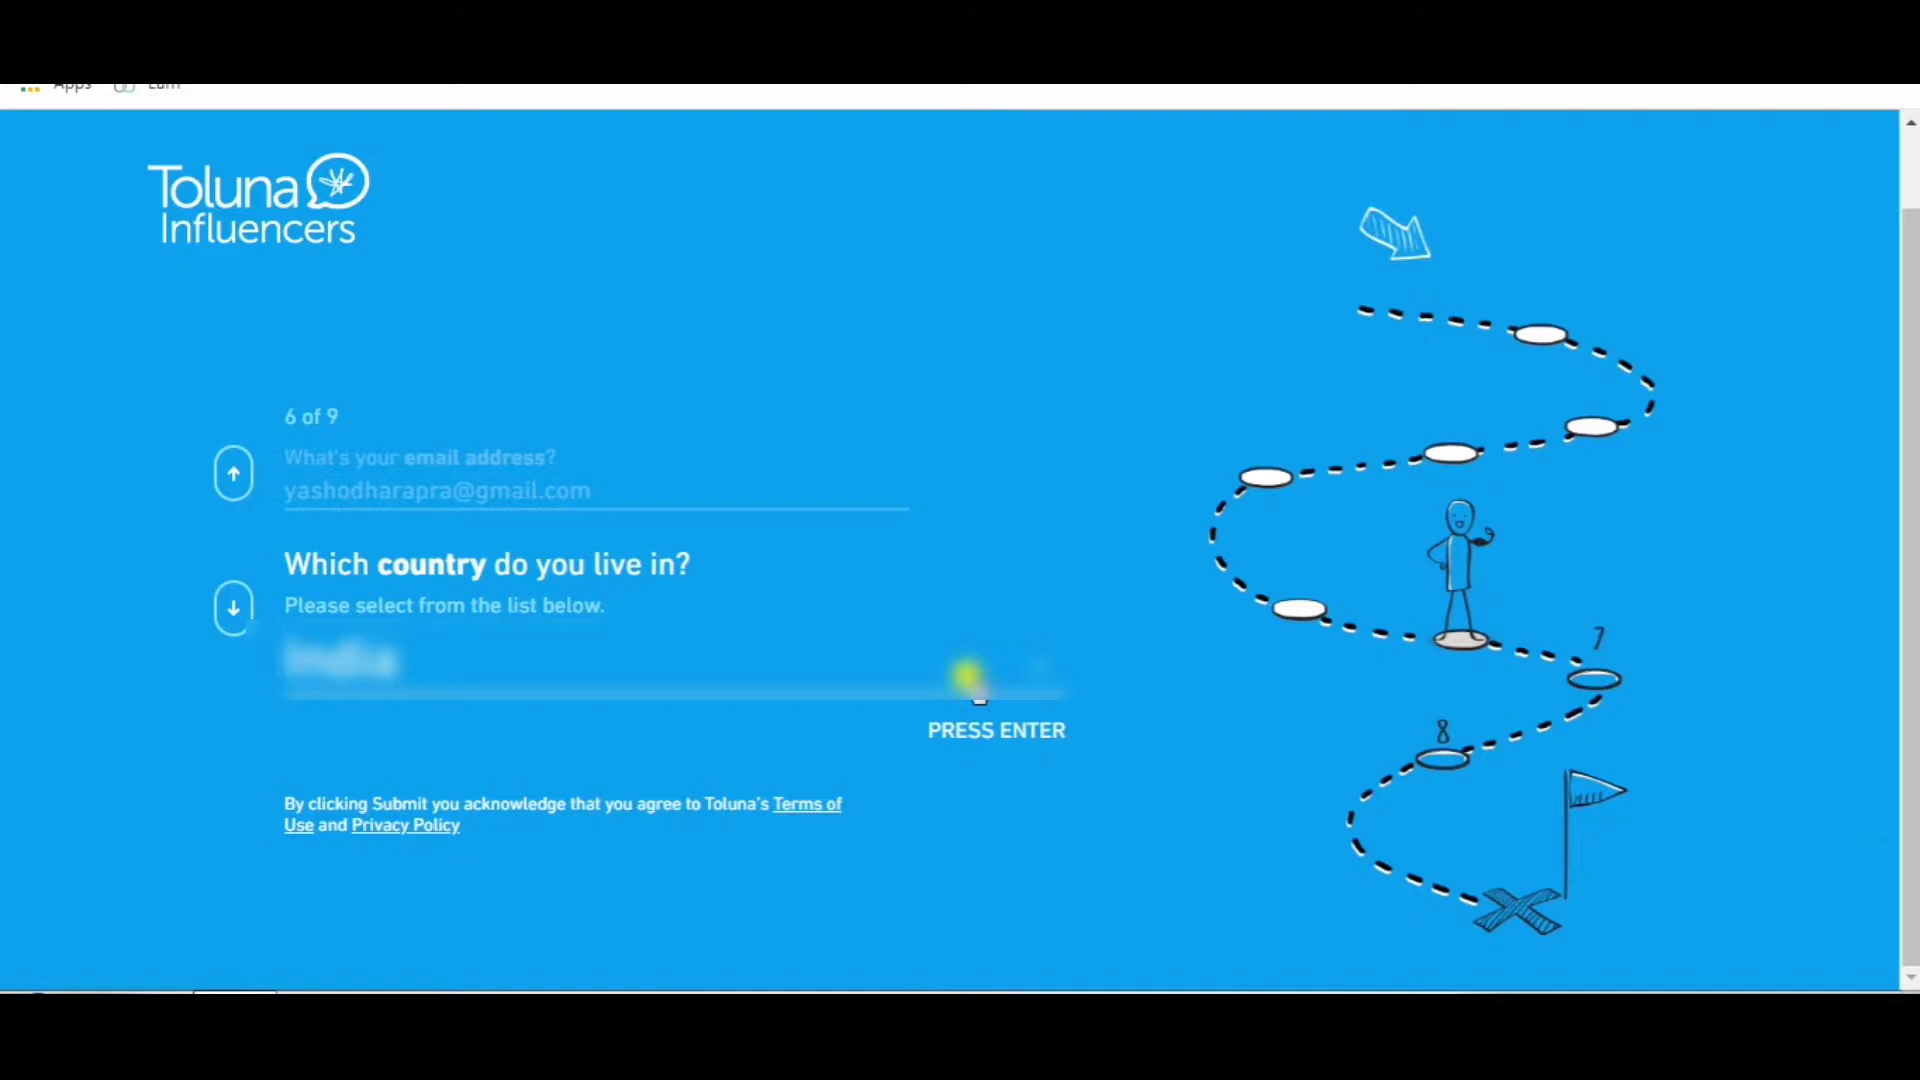 Toluna
Influencers
6 of 9
What's your email address?
yashodharapra@gmail.com
Which country do you live in?
Please select from the list below.
India
PRESS ENTER
By clicking Submit you acknowledge that you agree to Toluna's Terms of
Use and Privacy Policy
7
8